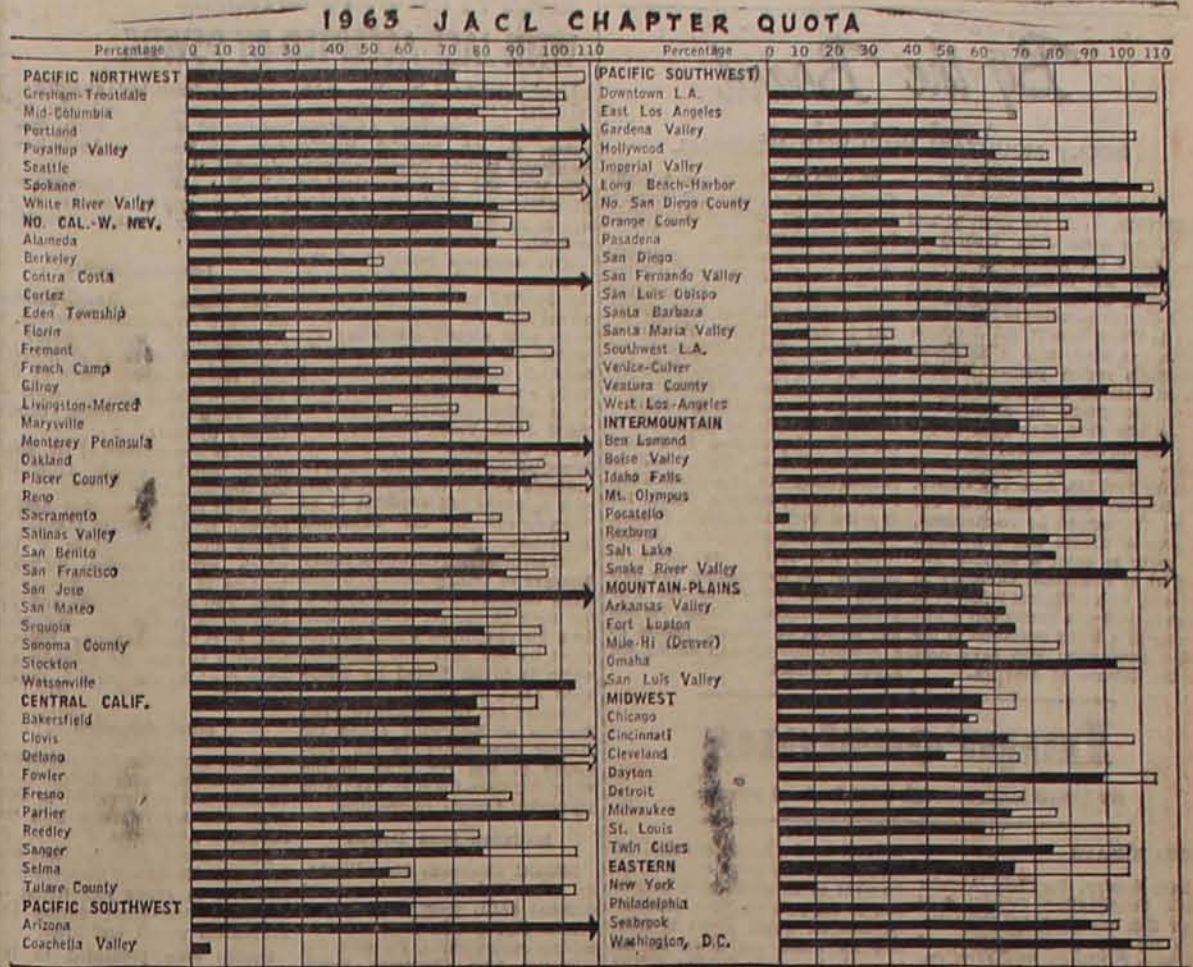 1963 JACL CHAPTER QUOTA
Percentage 0 10 20 30 40 50 60 70 80 90 100 110
PACIFIC NORTHWEST
Gresham-Troutdale
Mid-Columbia
Portland
Puyallup Valley
Seattle
Spokane
White River Valley
NO. CAL.-W. NEV.
Alameda
Berkeley
Contra Costa
Cortez
Eden Township
Florin
Fremont
French Camp
Gilroy
Livingston-Merced
Marysville
Monterey Peninsula
Oakland
Placer County
Reno
Sacramento
Salinas Valley
San Benito
San Francisco
San Jose
San Mateo
Sequoia
Sonoma County
Stockton
Watsonville
CENTRAL CALIF.
Bakersfield
Clovis
Delano
Fowler
Fresno
Parlier
Reedley
Sanger
Selma
Tulare County
PACIFIC SOUTHWEST
Arizona
Coachella Valley
Percentage 0 10 20 30 40 50 60 70 80 90 100 110
(PACIFIC SOUTHWEST)
Downtown L.A.
East Los Angeles
Gardena Valley
Hollywood
Imperial Valley
Long Beach-Harbor
No. San Diego County
Orange County
Pasadena
San Diego
San Fernando Valley
San Luis Obispo
Santa Barbara
Santa Maria Valley
Southwest L.A.
Venice-Culver
Ventura County
West Los Angeles
INTERMOUNTAIN
Ben Lomond
Boise Valley
Idaho Falls
Mt. Olympus
Pocatello
Rexburg
Salt Lake
Snake River Valley
MOUNTAIN-PLAINS
Arkansas Valley
Fort Lupton
Mile-Hi (Denver)
Omaha
San Luis Valley
MIDWEST
Chicago
Cincinnati
Cleveland
Dayton
Detroit
Milwaukee
St. Louis
Twin Cities
EASTERN
New York
Philadelphia
Seabrook
Washington, D.C.